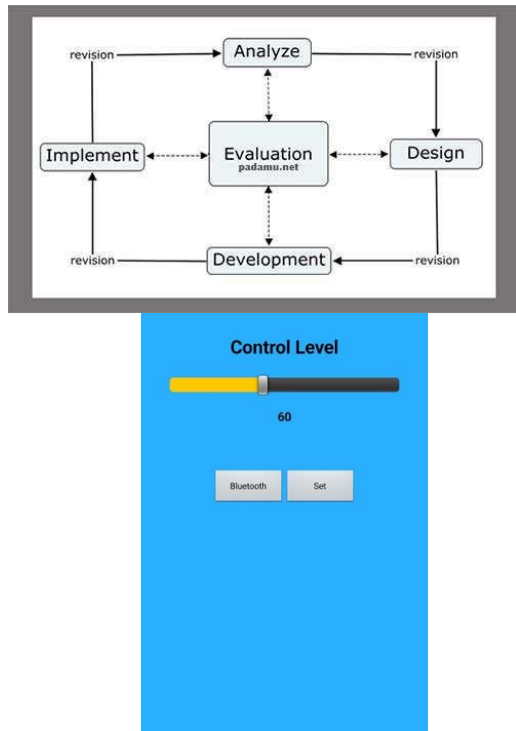 Analyze
revision
revision
Implement
Evaluation
padamu.net
Design
revision
Development
revision
Control Level
60
Bluetooth
Set